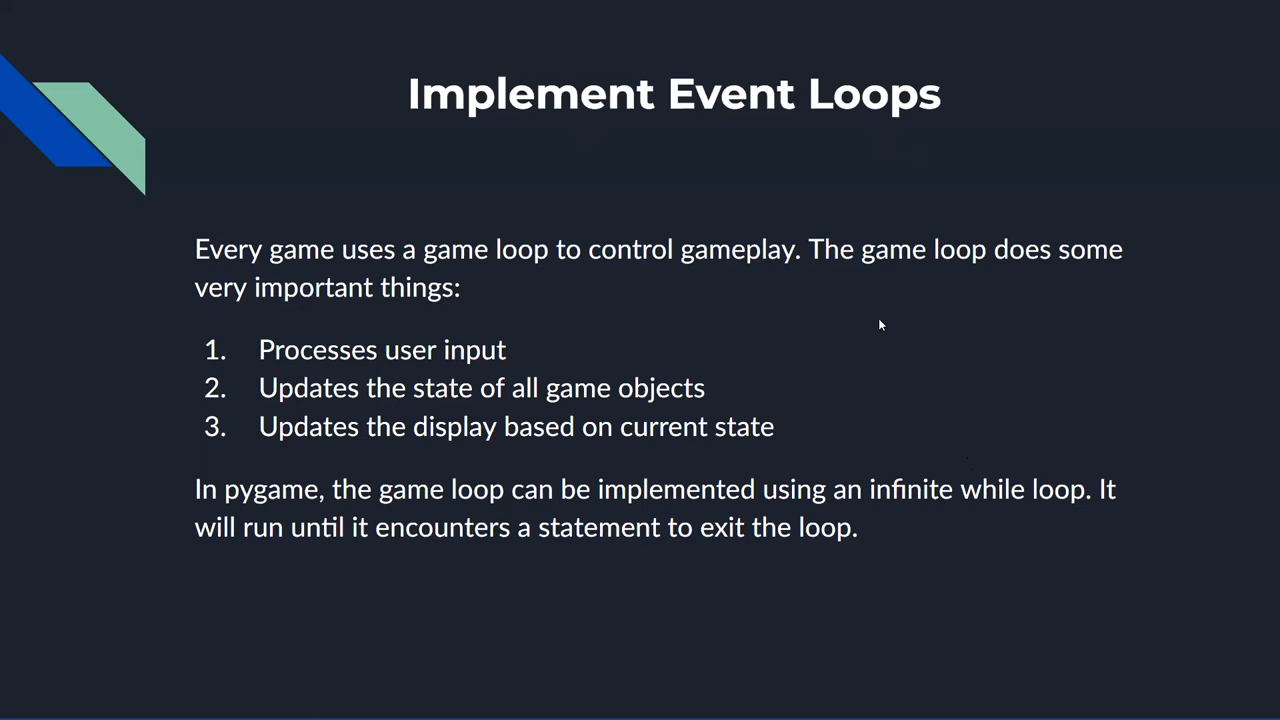 Implement Event Loops
Every game uses a game loop to control gameplay. The game loop does some
very important things:
1. Processes user input
2. Updates the state of all game objects
3. Updates the display based on current state
In pygame, the game loop can be implemented using an infinite while loop. It
will run until it encounters a statement to exit the loop.